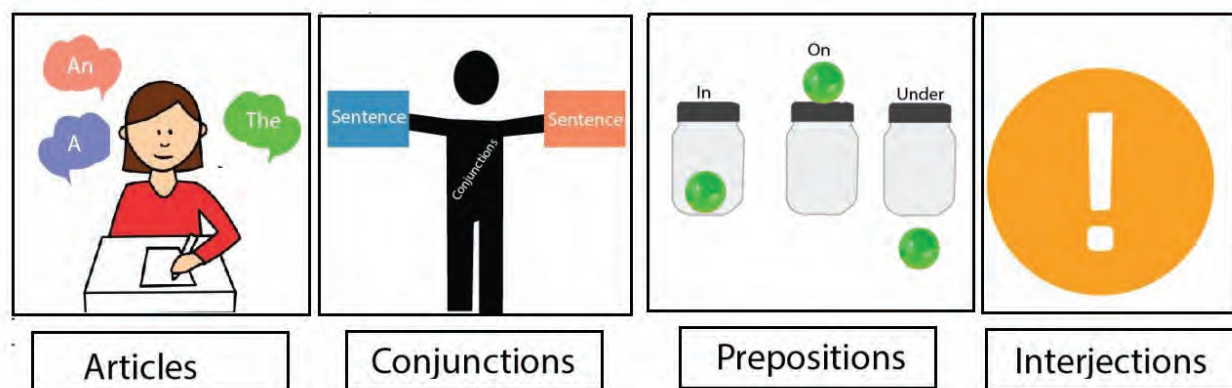 An
A
The
Sentence
Conjunctions
Sentence
In
On
Under
!
Articles
Conjunctions
Prepositions
Interjections